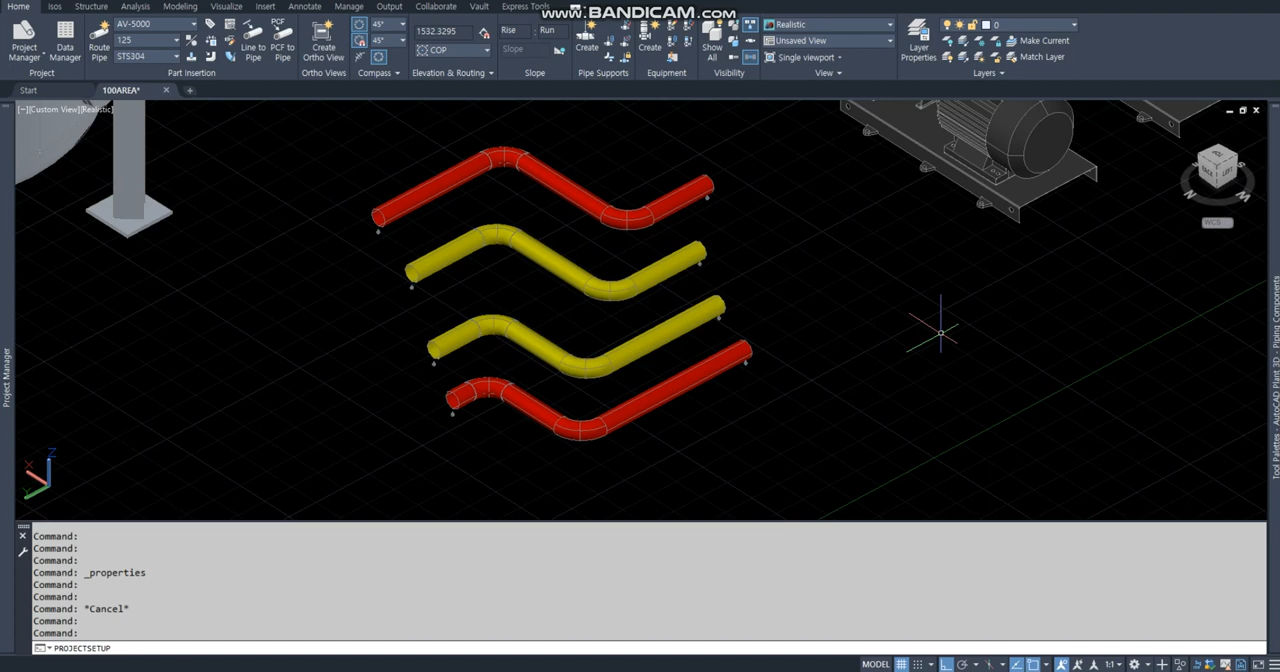 www.BANDICAM.com
Home Isos Structure Analysis Modeling Visualize Insert Annotate Manage Output Collaborate Vault Express Tools
Project Manager
Data Manager
Project
Route Pipe
AV-5000
125
STS304
Line to Pipe
PCF to Pipe
Part Insertion
Create Ortho View
Ortho Views
45°
45°
Compass
1532.3295
COP
Elevation & Routing
Rise
Run
Slope
Slope
Create
Pipe Supports
Create
Equipment
Show All
Visibility
Realistic
Unsaved View
Single viewport
View
Layer Properties
0
Make Current
Match Layer
Layers
Start
100AREA*
[−][Custom View][Realistic]
N
M
S
LEFT
WCS
X
Y
Z
Project Manager
Tool Palettes - AutoCAD Plant 3D - Piping Components
Command:
Command:
Command:
Command: _properties
Command:
Command:
Command: *Cancel*
Command:
Command:
PROJECTSETUP
MODEL
1:1